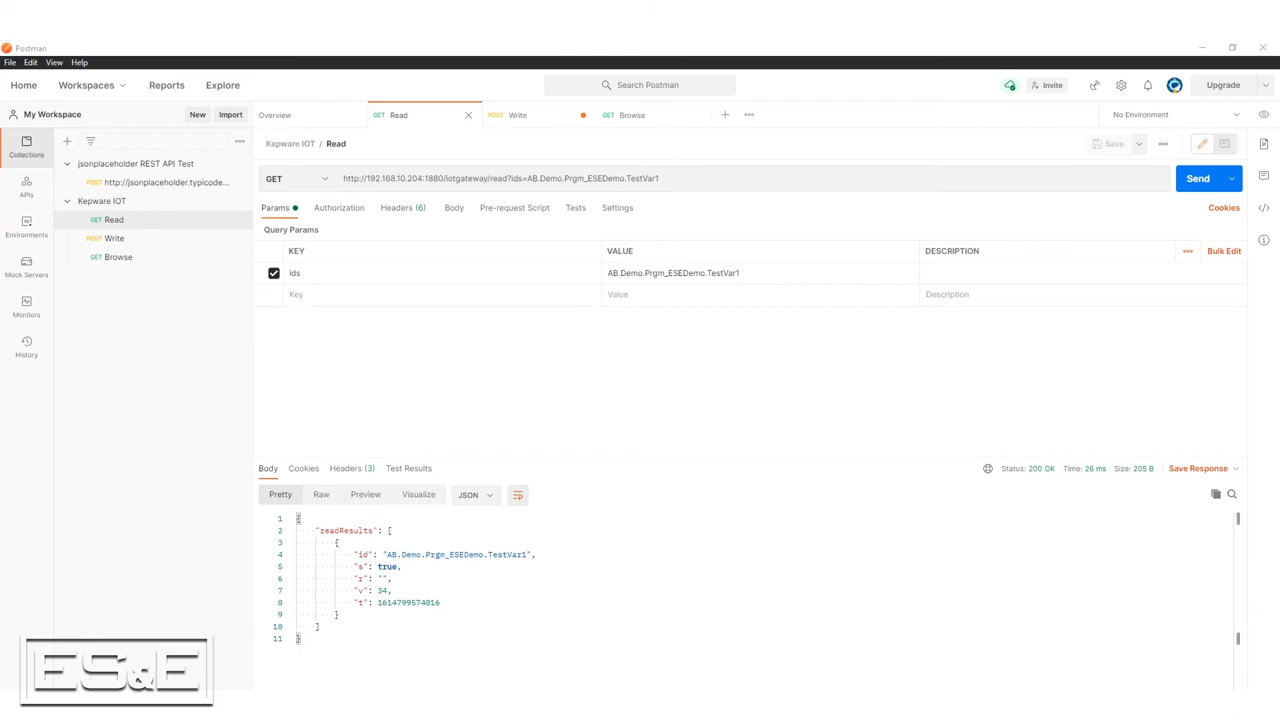 Postman
File Edit View Help
Home Workspaces Reports Explore Search Postman Invite Upgrade
My Workspace New Import Overview GET Read POST Write GET Browse No Environment
Collections
APIs
Environments
Mock Servers
Monitors
History
jsonplaceholder REST API Test
POST http://jsonplaceholder.typicode...
Kepware IOT
GET Read
POST Write
GET Browse
Kepware IOT / Read Save
GET http://192.168.10.204:1880/iotgateway/read?ids=AB.Demo.Prgm_ESEDemo.TestVar1 Send
Params Authorization Headers (6) Body Pre-request Script Tests Settings Cookies
Query Params
KEY VALUE DESCRIPTION Bulk Edit
ids AB.Demo.Prgm_ESEDemo.TestVar1
Key Value Description
Body Cookies Headers (3) Test Results Status: 200 OK Time: 26 ms Size: 205 B Save Response
Pretty Raw Preview Visualize JSON
1 {
2 "readResults": [
3 {
4 "id": "AB.Demo.Prgm_ESEDemo.TestVar1",
5 "s": true,
6 "r": "",
7 "v": 34,
8 "t": 1614799574816
9 }
10 ]
11 }
ES&E